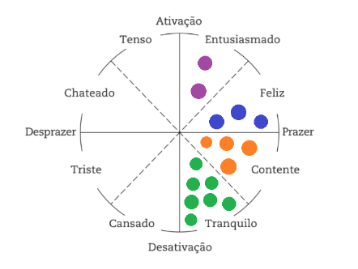 Ativação
Tenso
Entusiasmado
Chateado
Feliz
Desprazer
Prazer
Triste
Contente
Cansado
Tranquilo
Desativação